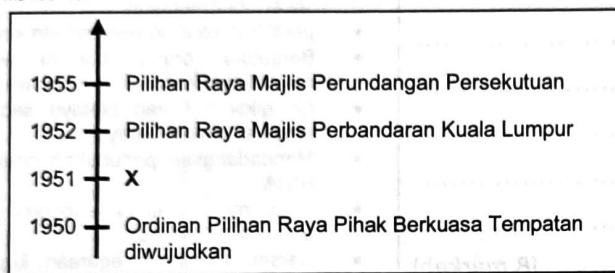 1955 Pilihan Raya Majlis Perundangan Persekutuan
1952 Pilihan Raya Majlis Perbandaran Kuala Lumpur
1951 X
1950 Ordinan Pilihan Raya Pihak Berkuasa Tempatan
diwujudkan